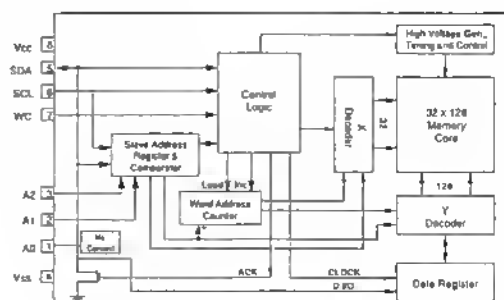 High Voltage Gen,
Timing and Control
Vcc 8
SDA 5
SCL 6
WC 7
Control
Logic
X
Decoder
32
32 x 128
Memory
Core
Slave Address
Register &
Comparator
A2 3
Load Inc
Word Address
Counter
128
A1 2
Y
Decoder
A0 1
No
Connect
Vss 4
ACK
CLOCK
D I/O
Data Register